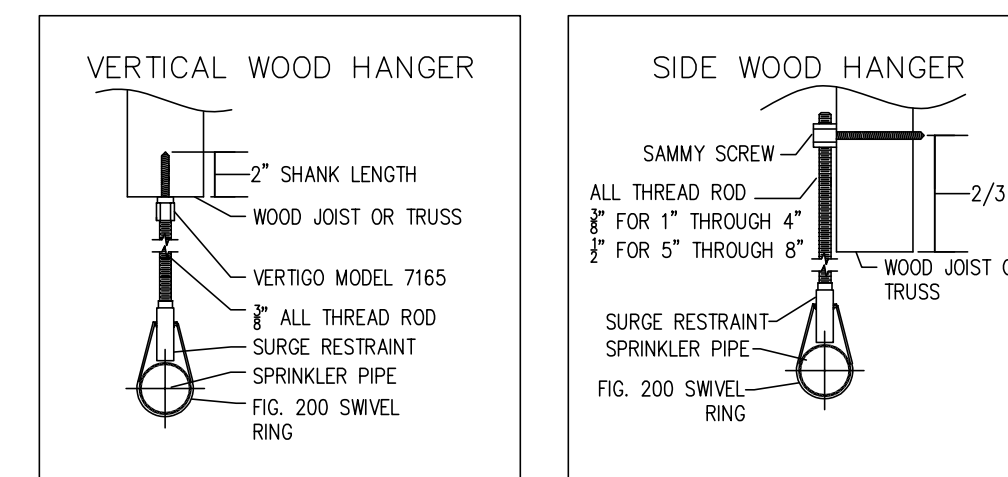 VERTICAL WOOD HANGER
2" SHANK LENGTH
WOOD JOIST OR TRUSS
VERTIGO MODEL 7165
3/8" ALL THREAD ROD
SURGE RESTRAINT
SPRINKLER PIPE
FIG. 200 SWIVEL
RING
SIDE WOOD HANGER
SAMMY SCREW
ALL THREAD ROD
3/8" FOR 1" THROUGH 4"
1/2" FOR 5" THROUGH 8"
2/3
WOOD JOIST
TRUSS
SURGE RESTRAINT
SPRINKLER PIPE
FIG. 200 SWIVEL
RING